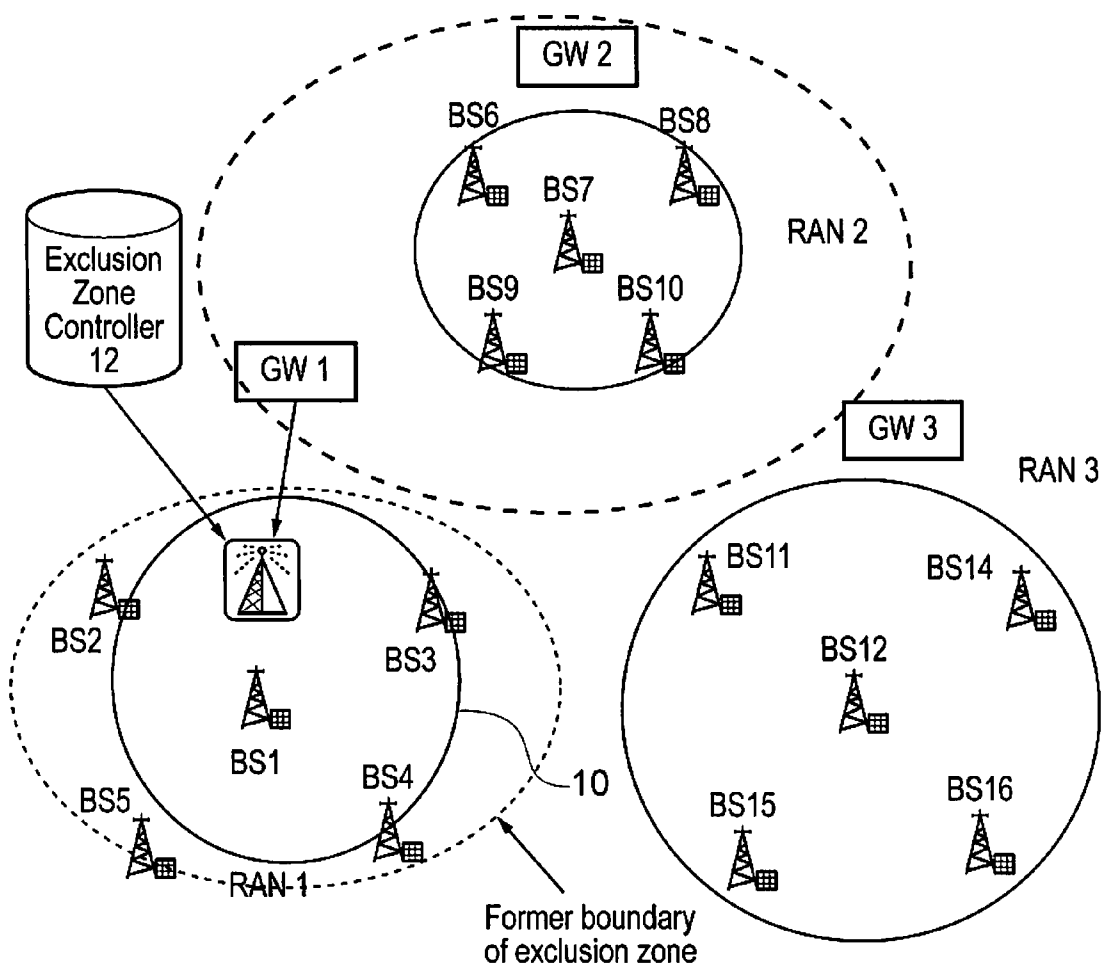 GW 2
BS6
BS8
BS7
RAN 2
BS9
BS10
Exclusion
Zone
Controller
12
GW 1
GW 3
RAN 3
BS2
BS3
BS1
BS5
BS4
10
RAN 1
BS11
BS14
BS12
BS15
BS16
Former boundary
of exclusion zone